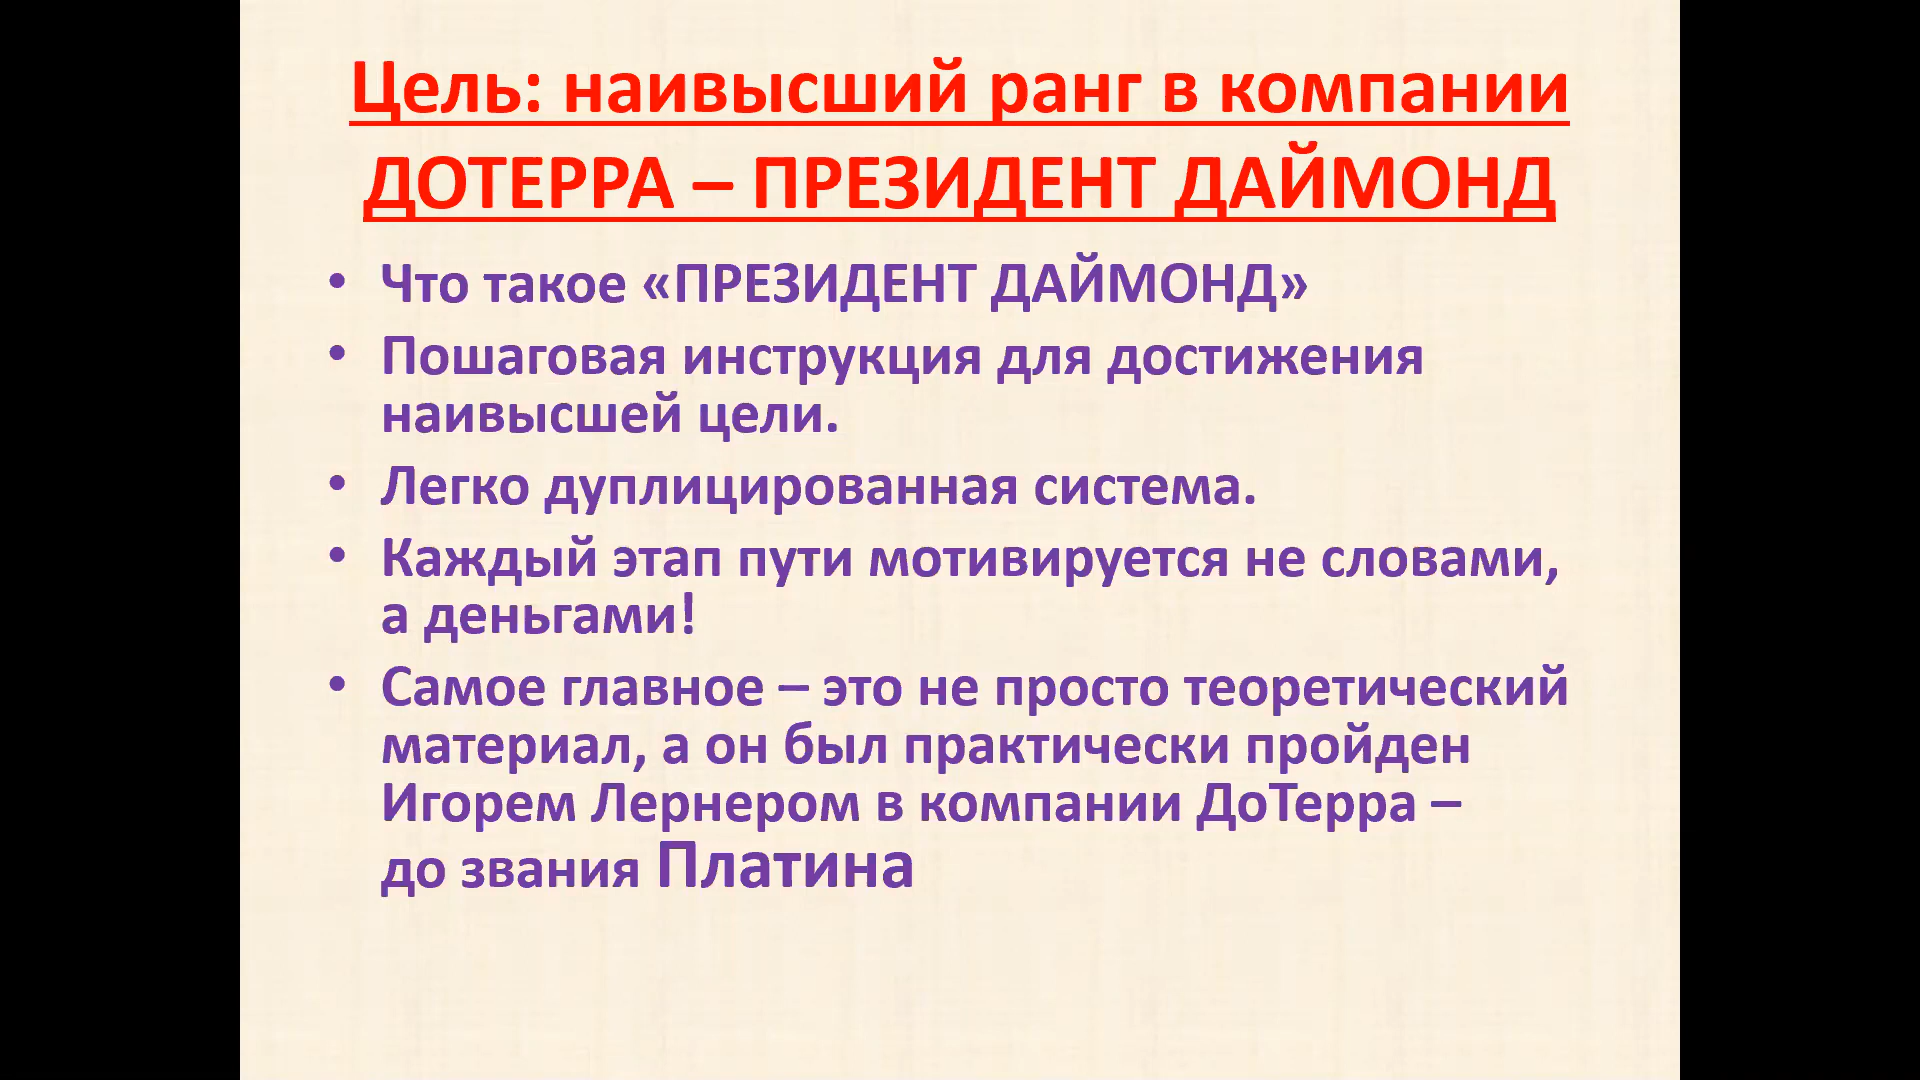 Цель: наивысший ранг в компании
ДОТЕРРА – ПРЕЗИДЕНТ ДАЙМОНД
• Что такое «ПРЕЗИДЕНТ ДАЙМОНД»
• Пошаговая инструкция для достижения
наивысшей цели.
• Легко дуплицированная система.
• Каждый этап пути мотивируется не словами,
а деньгами!
• Самое главное – это не просто теоретический
материал, а он был практически пройден
Игорем Лернером в компании ДоТерра –
до звания Платина